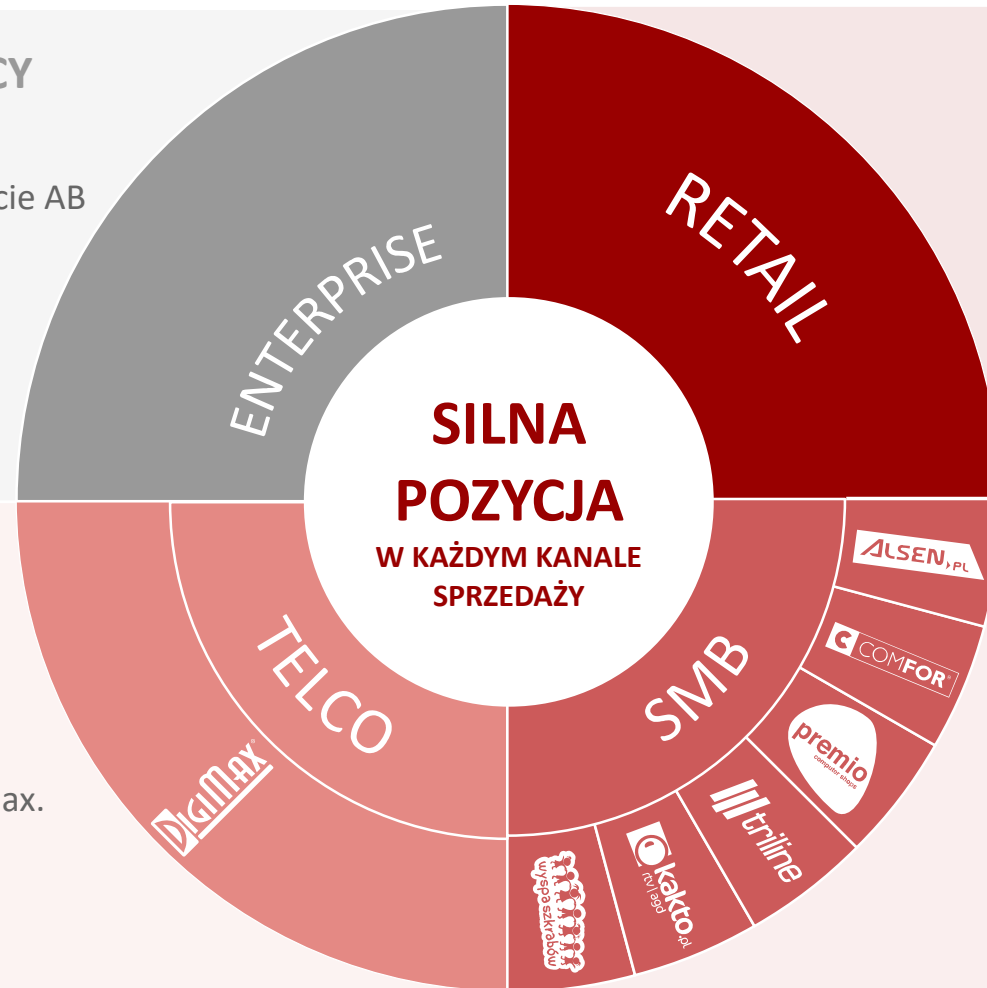 CY
cie AB
ENTERPRISE
RETAIL
SILNA
POZYCJA
W KAŻDYM KANALE
SPRZEDAŻY
TELCO
SMB
DIGIMAX
ax.
ALSEN.PL
C COMFOR
premio
computer shops
triline
kakto.pl
rtv | agd
wyspa szkrabów